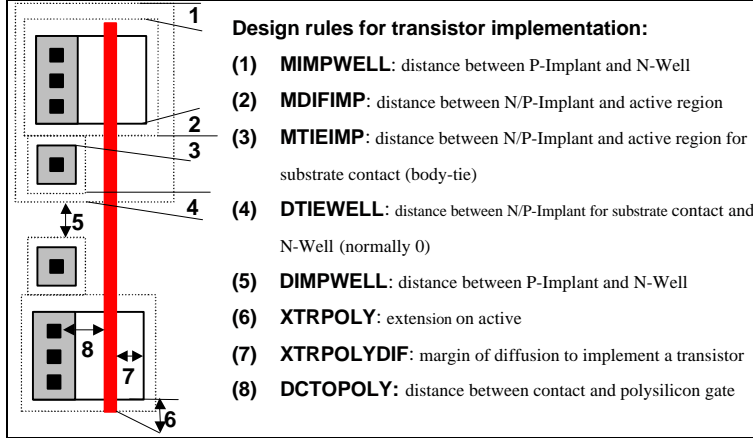 Design rules for transistor implementation:
(1) MIMPWELL: distance between P-Implant and N-Well
(2) MDIFIMP: distance between N/P-Implant and active region
(3) MTIEIMP: distance between N/P-Implant and active region for
substrate contact (body-tie)
(4) DTIEWELL: distance between N/P-Implant for substrate contact and
N-Well (normally 0)
(5) DIMPWELL: distance between P-Implant and N-Well
(6) XTRPOLY: extension on active
(7) XTRPOLYDIF: margin of diffusion to implement a transistor
(8) DCTOPOLY: distance between contact and polysilicon gate
1
2
3
4
5
8
7
6